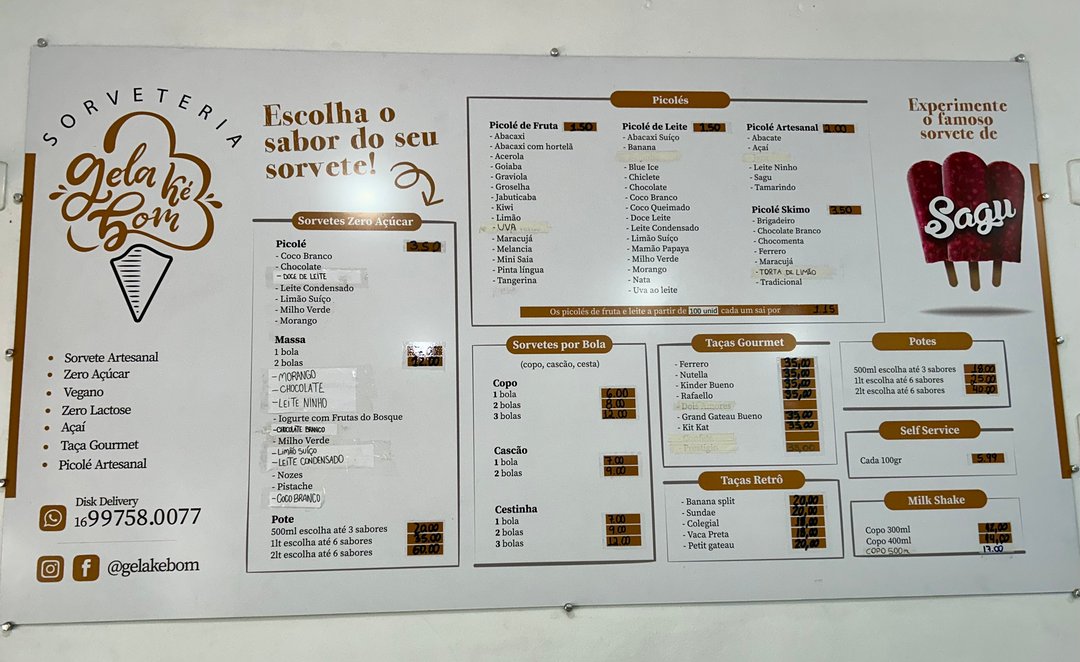 SORVETERIA
gela ké
bom
Sorvete Artesanal
Zero Açúcar
Vegano
Zero Lactose
Açaí
Taça Gourmet
Picolé Artesanal
Disk Delivery
16 99758.0077
@gelakebom
Escolha o
sabor do seu
sorvete!
Sorvetes Zero Açúcar
Picolé 3,50
- Coco Branco
- Chocolate
- DOCE DE LEITE
- Leite Condensado
- Limão Suíço
- Milho Verde
- Morango
Massa
1 bola
2 bolas 12,00
- MORANGO
- CHOCOLATE
- LEITE NINHO
- Iogurte com Frutas do Bosque
- CHOCOLATE BRANCO
- Milho Verde
- LIMÃO SUÍÇO
- LEITE CONDENSADO
- Nozes
- Pistache
- COCO BRANCO
Pote
500ml escolha até 3 sabores 20,00
1lt escolha até 6 sabores 35,00
2lt escolha até 6 sabores 60,00
Picolés
Picolé de Fruta 1,50
- Abacaxi
- Abacaxi com hortelã
- Acerola
- Goiaba
- Graviola
- Groselha
- Jabuticaba
- Kiwi
- Limão
- UVA
- Maracujá
- Melancia
- Mini Saia
- Pinta língua
- Tangerina
Picolé de Leite 1,50
- Abacaxi Suíço
- Banana
- Blue Ice
- Chiclete
- Chocolate
- Coco Branco
- Coco Queimado
- Doce Leite
- Leite Condensado
- Limão Suíço
- Mamão Papaya
- Milho Verde
- Morango
- Nata
- Uva ao leite
Picolé Artesanal 2,00
- Abacate
- Açaí
- Leite Ninho
- Sagu
- Tamarindo
Picolé Skimo 2,50
- Brigadeiro
- Chocolate Branco
- Chocomenta
- Ferrero
- Maracujá
- TORTA DE LIMÃO
- Tradicional
Os picolés de fruta e leite a partir de 100 unid cada um sai por 1,15
Sorvetes por Bola
(copo, cascão, cesta)
Copo
1 bola 6,00
2 bolas 8,00
3 bolas 11,00
Cascão
1 bola 7,00
2 bolas 9,00
Cestinha
1 bola 7,00
2 bolas 9,00
3 bolas 12,00
Taças Gourmet
- Ferrero 35,00
- Nutella 35,00
- Kinder Bueno 35,00
- Rafaello 35,00
- Dois Amores
- Grand Gateau Bueno 35,00
- Kit Kat 35,00
- Prestígio 35,00
Taças Retrô
- Banana split 20,00
- Sundae 20,00
- Colegial 18,00
- Vaca Preta 18,00
- Petit gateau 20,00
Experimente
o famoso
sorvete de
Sagu
Potes
500ml escolha até 3 sabores 18,00
1lt escolha até 6 sabores 25,00
2lt escolha até 6 sabores 40,00
Self Service
Cada 100gr 5,99
Milk Shake
Copo 300ml 12,00
Copo 400ml 14,00
COPO 500m 17.00